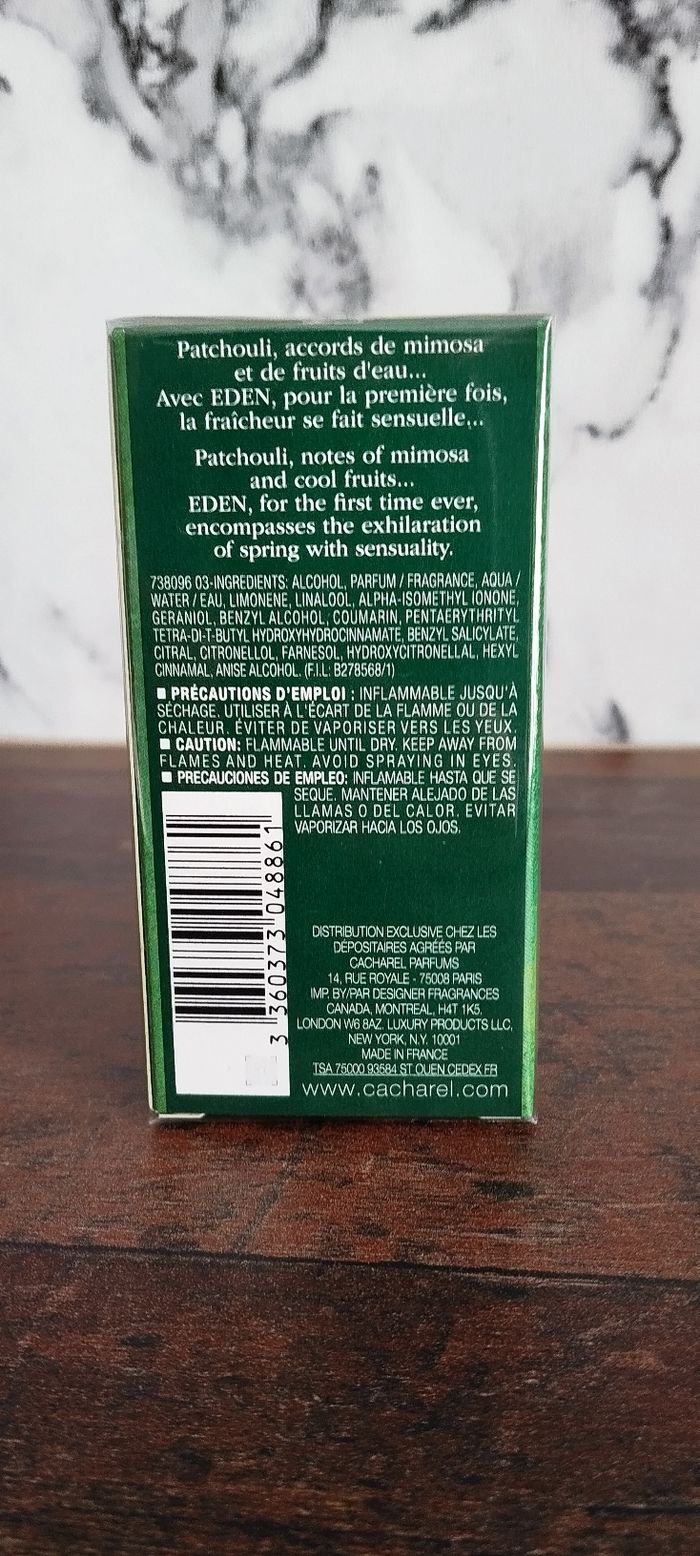 Patchouli, accords de mimosa
et de fruits d'eau...
Avec EDEN, pour la première fois,
la fraîcheur se fait sensuelle...
Patchouli, notes of mimosa
and cool fruits...
EDEN, for the first time ever,
encompasses the exhilaration
of spring with sensuality.
738096 03-INGREDIENTS: ALCOHOL, PARFUM / FRAGRANCE, AQUA /
WATER / EAU, LIMONENE, LINALOOL, ALPHA-ISOMETHYL IONONE,
GERANIOL, BENZYL ALCOHOL, COUMARIN, PENTAERYTHRITYL
TETRA-DI-T-BUTYL HYDROXYHYDROCINNAMATE, BENZYL SALICYLATE,
CITRAL, CITRONELLOL, FARNESOL, HYDROXYCITRONELLAL, HEXYL
CINNAMAL, ANISE ALCOHOL. (F.I.L: B278568/1)
■ PRÉCAUTIONS D'EMPLOI : INFLAMMABLE JUSQU'À
SÉCHAGE. UTILISER À L'ÉCART DE LA FLAMME OU DE LA
CHALEUR. ÉVITER DE VAPORISER VERS LES YEUX.
■ CAUTION: FLAMMABLE UNTIL DRY. KEEP AWAY FROM
FLAMES AND HEAT. AVOID SPRAYING IN EYES.
■ PRECAUCIONES DE EMPLEO: INFLAMABLE HASTA QUE SE
SEQUE. MANTENER ALEJADO DE LAS
LLAMAS O DEL CALOR. EVITAR
VAPORIZAR HACIA LOS OJOS.
3 360373 048861
DISTRIBUTION EXCLUSIVE CHEZ LES
DÉPOSITAIRES AGRÉÉS PAR
CACHAREL PARFUMS
14, RUE ROYALE - 75008 PARIS
IMP. BY/PAR DESIGNER FRAGRANCES
CANADA, MONTREAL, H4T 1K5.
LONDON W6 8AZ. LUXURY PRODUCTS LLC,
NEW YORK, N.Y. 10001
MADE IN FRANCE
TSA 75000 93584 ST OUEN CEDEX FR
www.cacharel.com